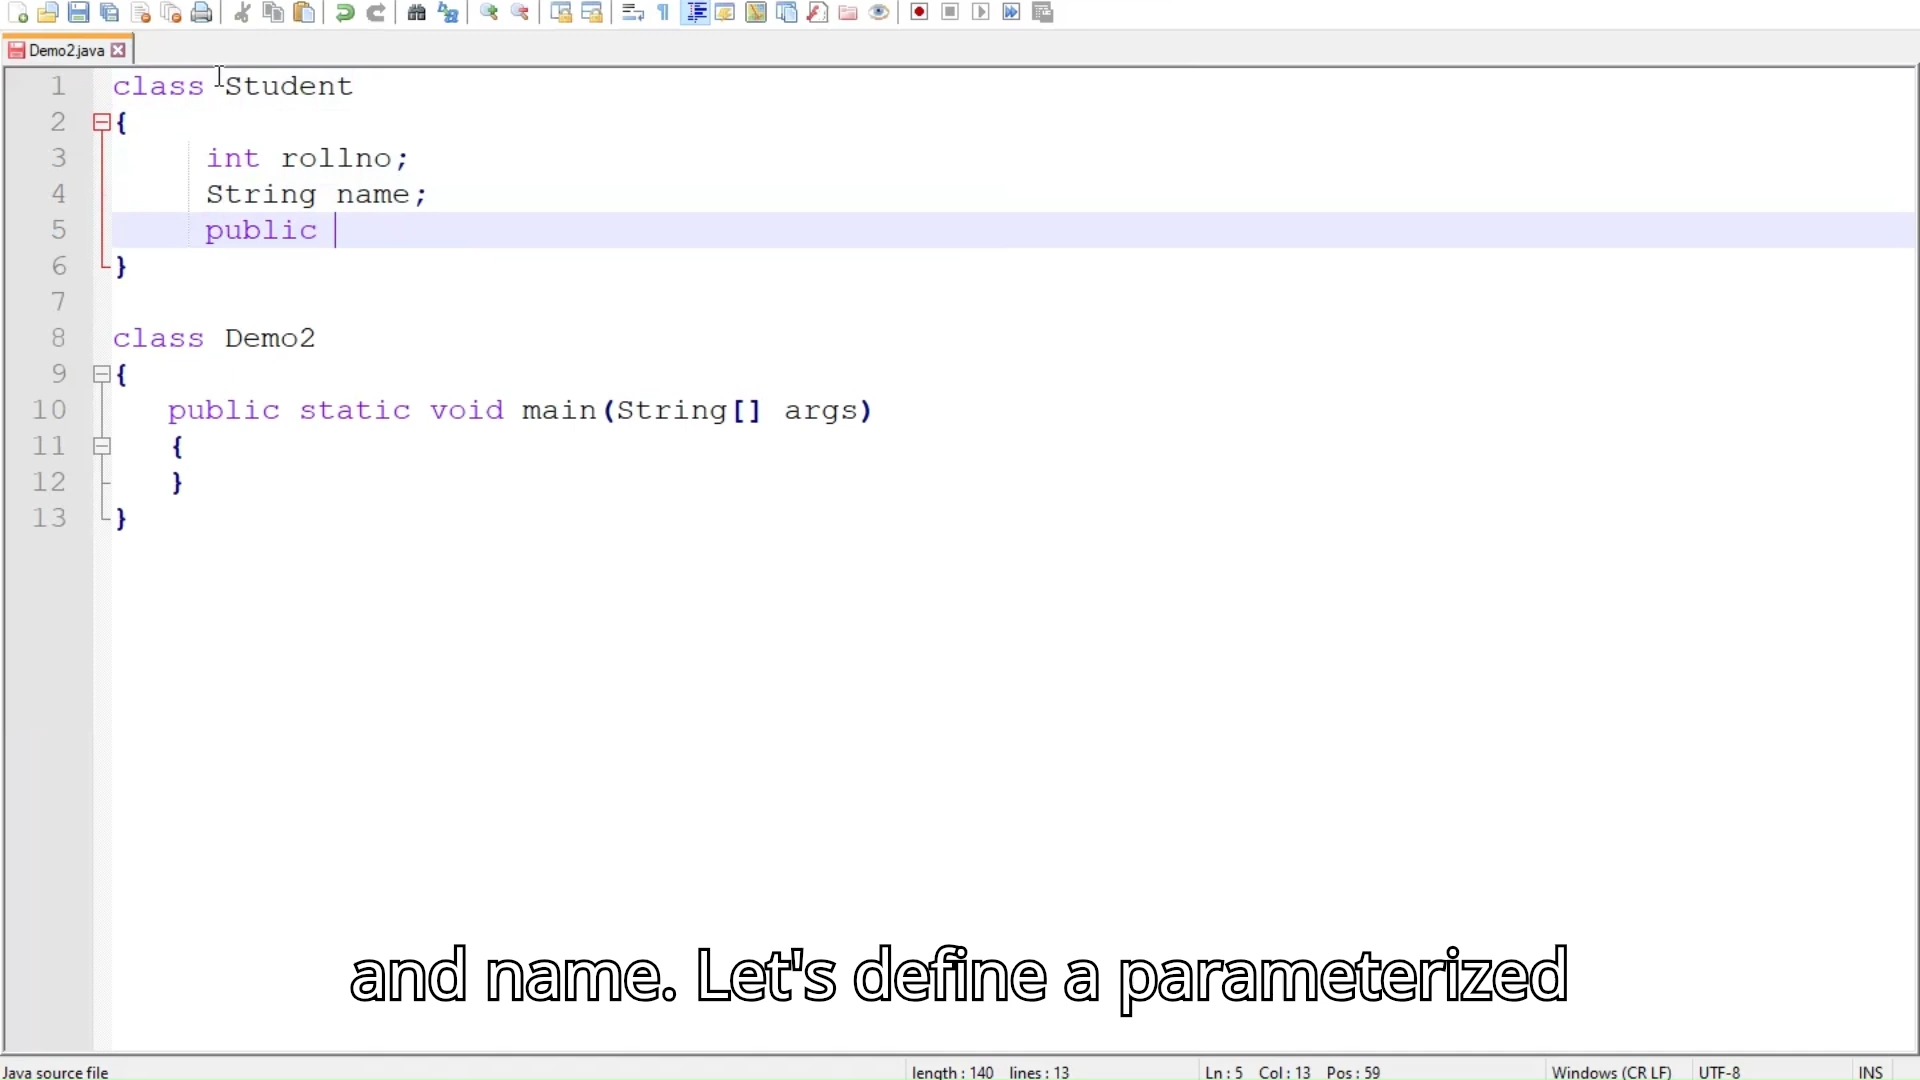 Demo2.java
1 class Student
2 {
3 int rollno;
4 String name;
5 public
6 }
7
8 class Demo2
9 {
10 public static void main(String[] args)
11 {
12 }
13 }
and name. Let's define a parameterized
Java source file length : 140 lines : 13 Ln : 5 Col : 13 Pos : 59 Windows (CR LF) UTF-8 INS